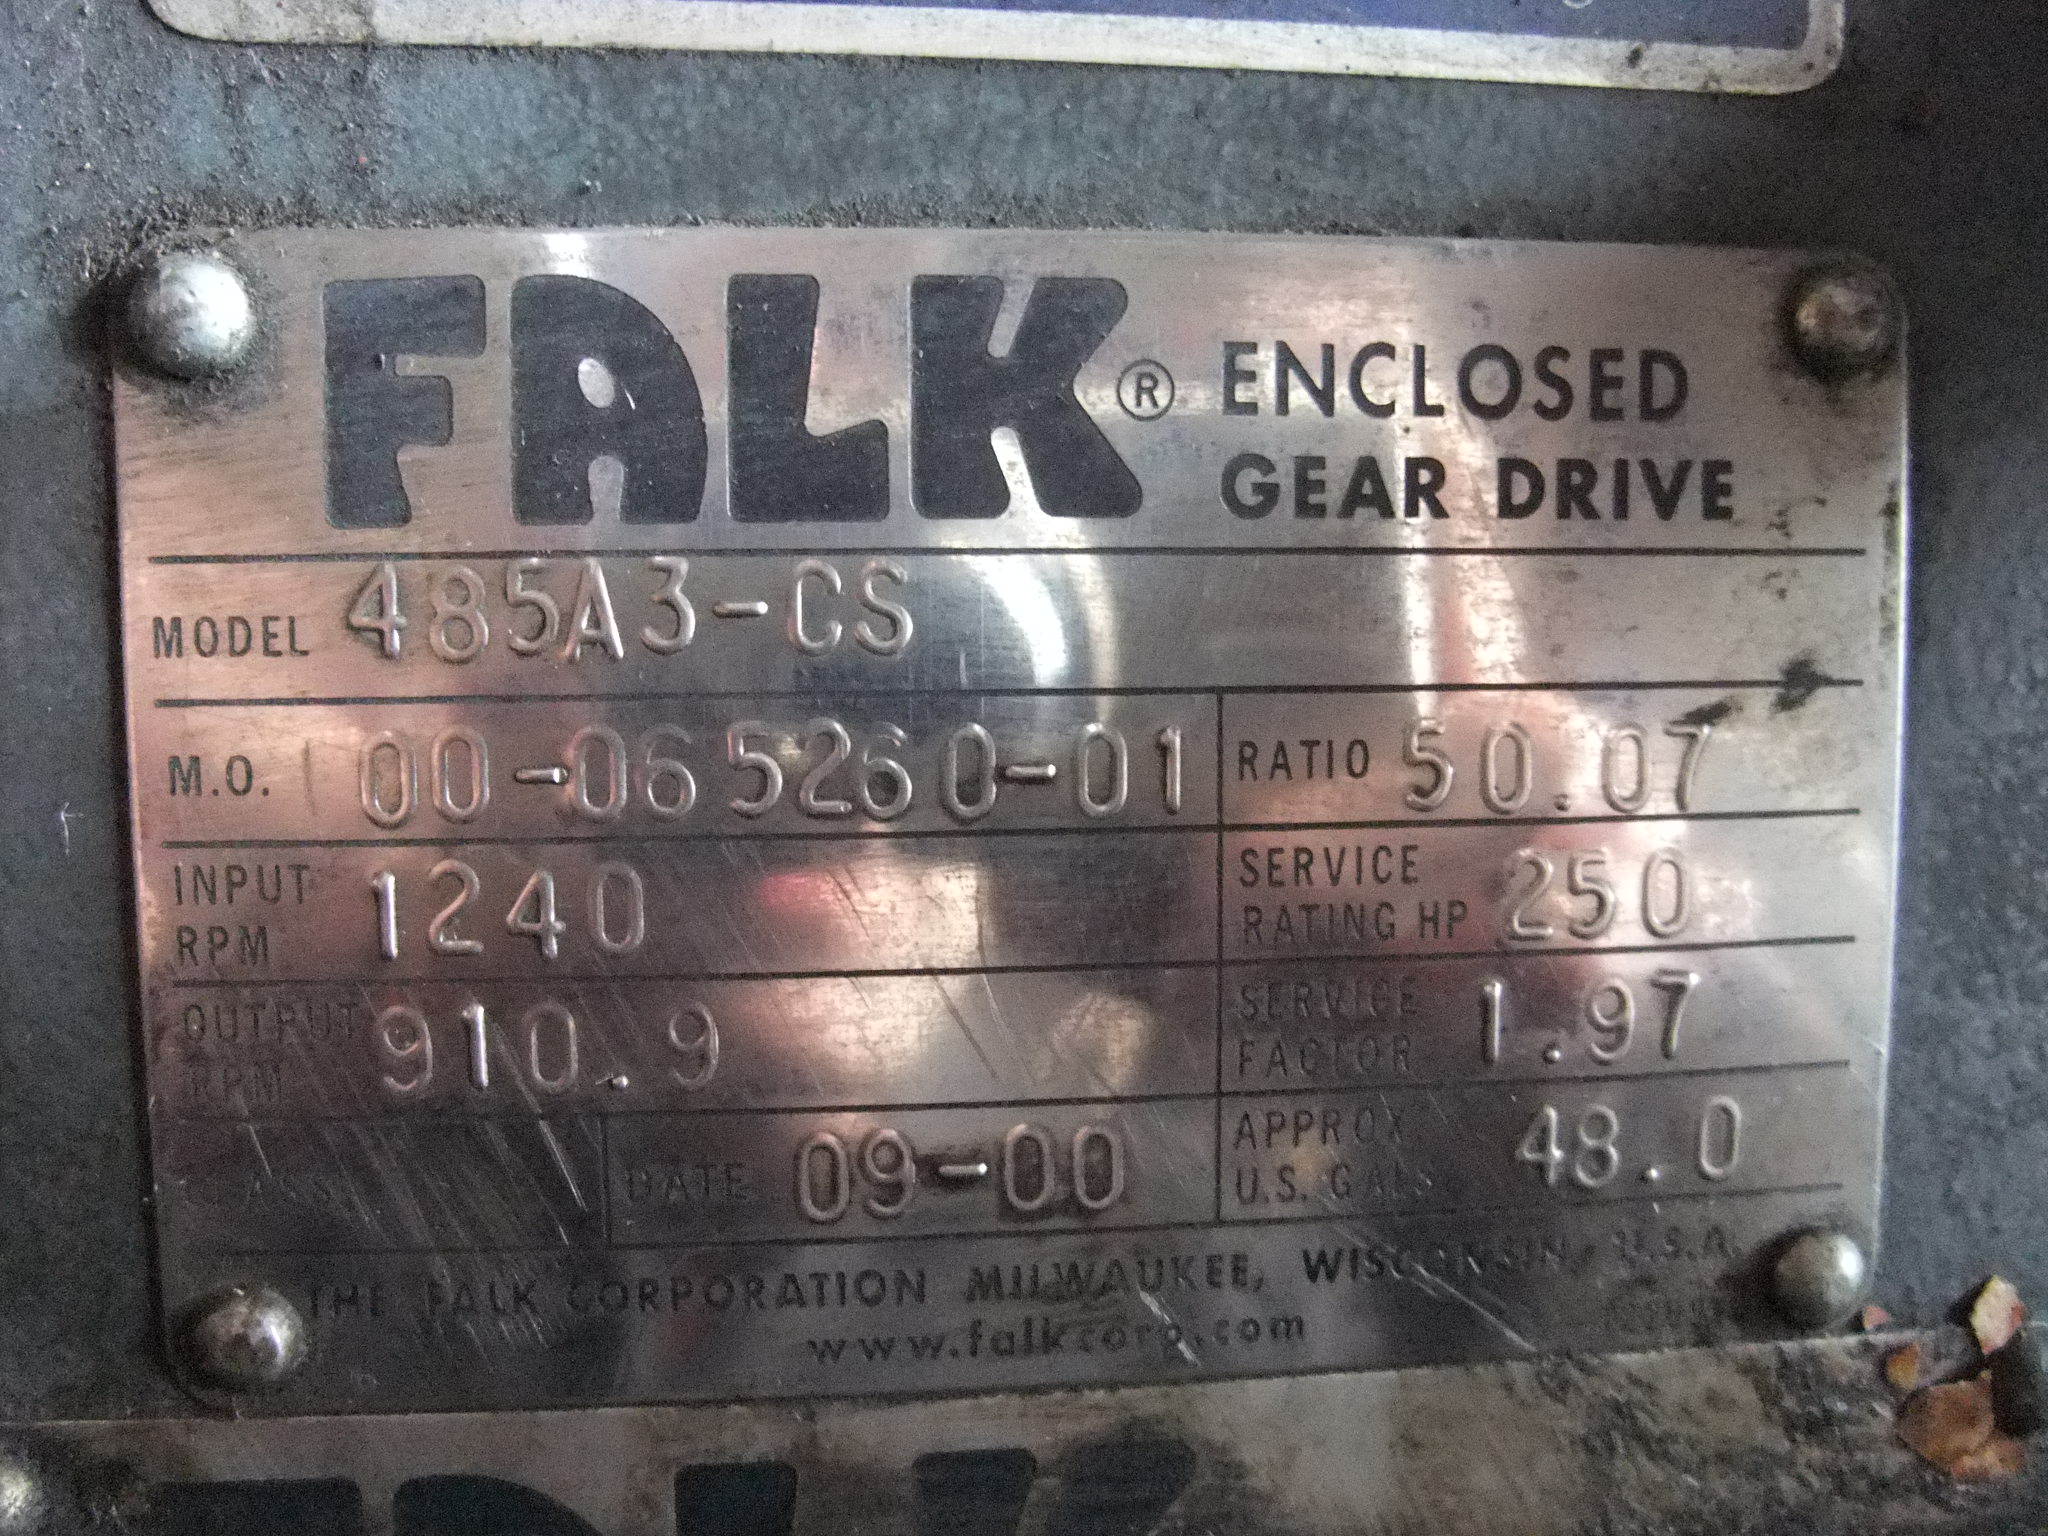 FALK® ENCLOSED
GEAR DRIVE
MODEL 485A3-CS
M.O. 00-065260-01
RATIO 50.07
INPUT RPM 1240
SERVICE RATING HP 250
OUTPUT RPM 910.9
SERVICE FACTOR 1.97
CLASS
DATE 09-00
APPROX. U.S. GALS. 48.0
THE FALK CORPORATION MILWAUKEE, WISCONSIN, U.S.A.
www.falkcorp.com